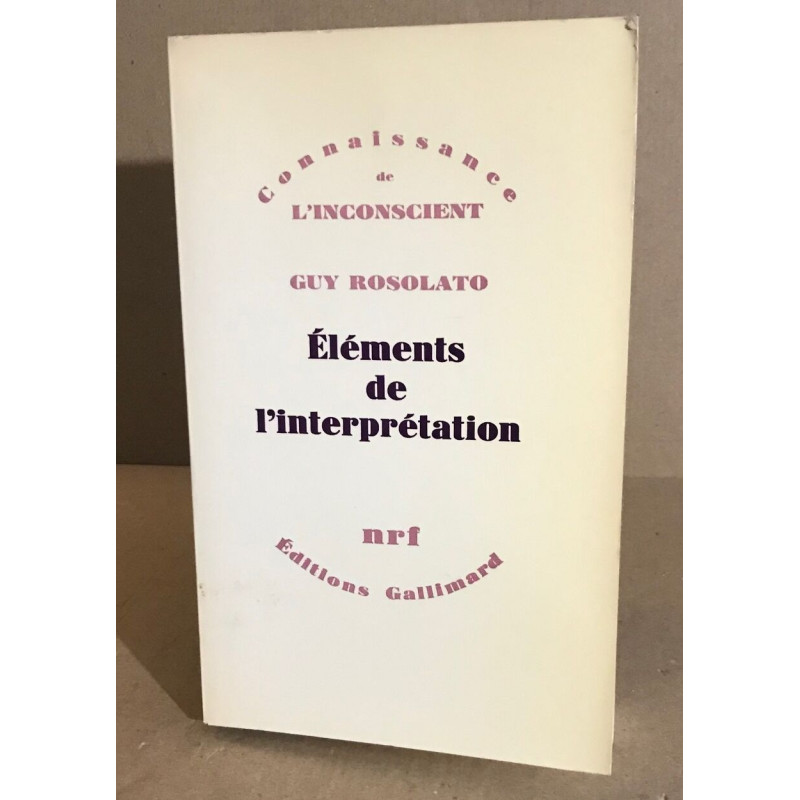 Connaissance
de
L'INCONSCIENT
GUY ROSOLATO
Éléments
de
l'interprétation
nrf
Éditions Gallimard